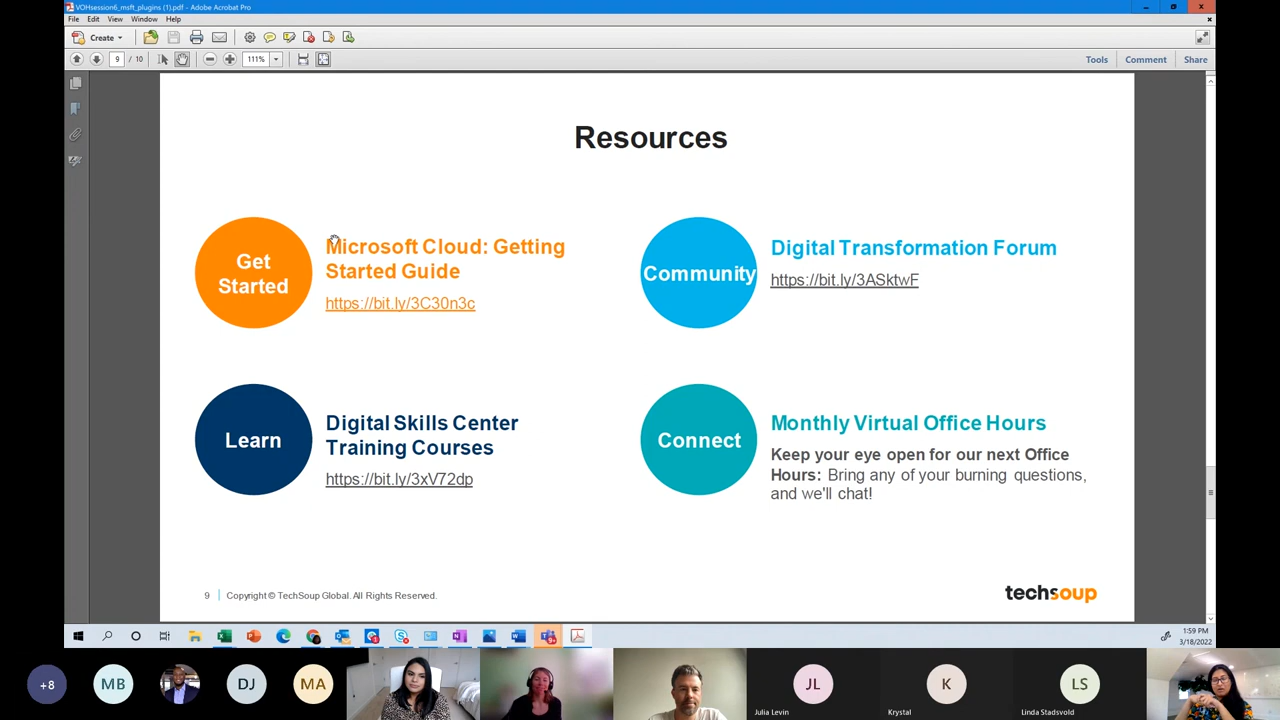 VOHsession6_msft_plugins (1).pdf - Adobe Acrobat Pro
File Edit View Window Help
Create
9 / 10 111% Tools Comment Share
Resources
Get
Started
Microsoft Cloud: Getting
Started Guide
https://bit.ly/3C30n3c
Community
Digital Transformation Forum
https://bit.ly/3ASktwF
Learn
Digital Skills Center
Training Courses
https://bit.ly/3xV72dp
Connect
Monthly Virtual Office Hours
Keep your eye open for our next Office
Hours: Bring any of your burning questions,
and we'll chat!
9 Copyright © TechSoup Global. All Rights Reserved.
techsoup
1:59 PM
3/18/2022
+8 MB DJ MA JL K LS
Julia Levin Krystal Linda Stadsvold